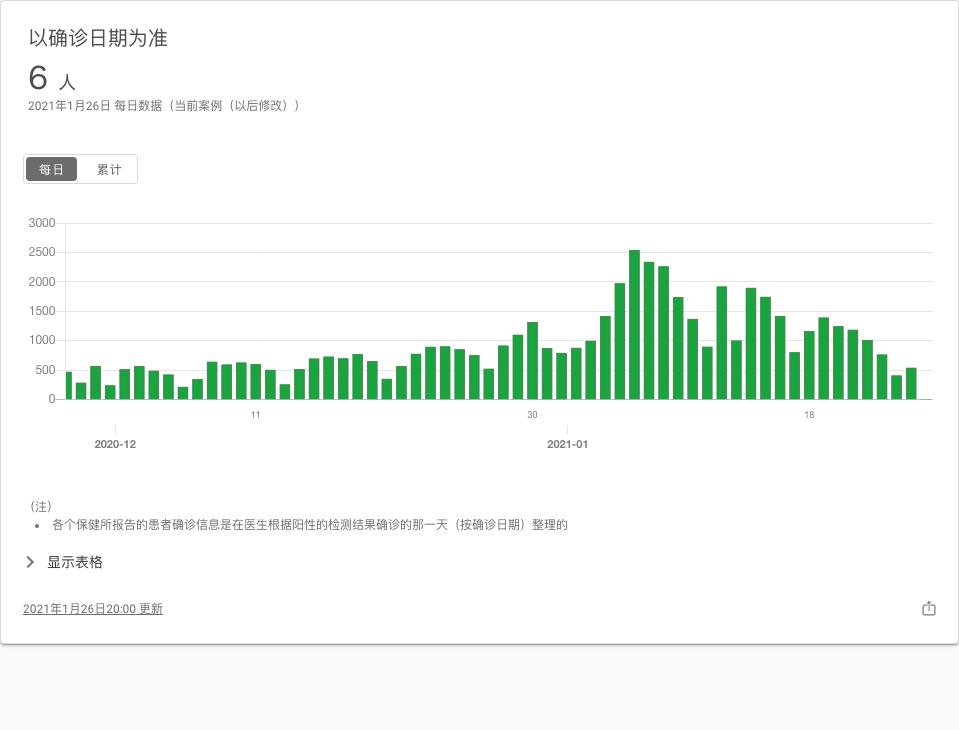 以确诊日期为准
6 人
2021年1月26日 每日数据（当前案例（以后修改））
每日 累计
3000
2500
2000
1500
1000
500
0
11 30 18
2020-12 2021-01
（注）
• 各个保健所报告的患者确诊信息是在医生根据阳性的检测结果确诊的那一天（按确诊日期）整理的
显示表格
2021年1月26日20:00 更新